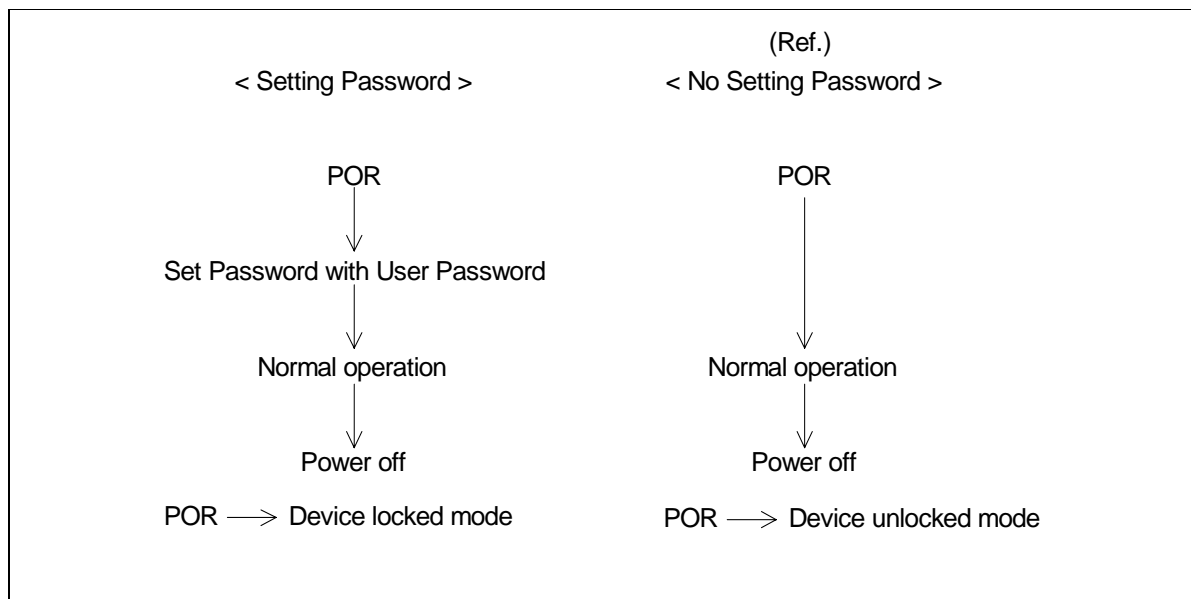 (Ref.)
< Setting Password >
< No Setting Password >
POR
POR
Set Password with User Password
Normal operation
Normal operation
Power off
Power off
POR
Device locked mode
POR
Device unlocked mode